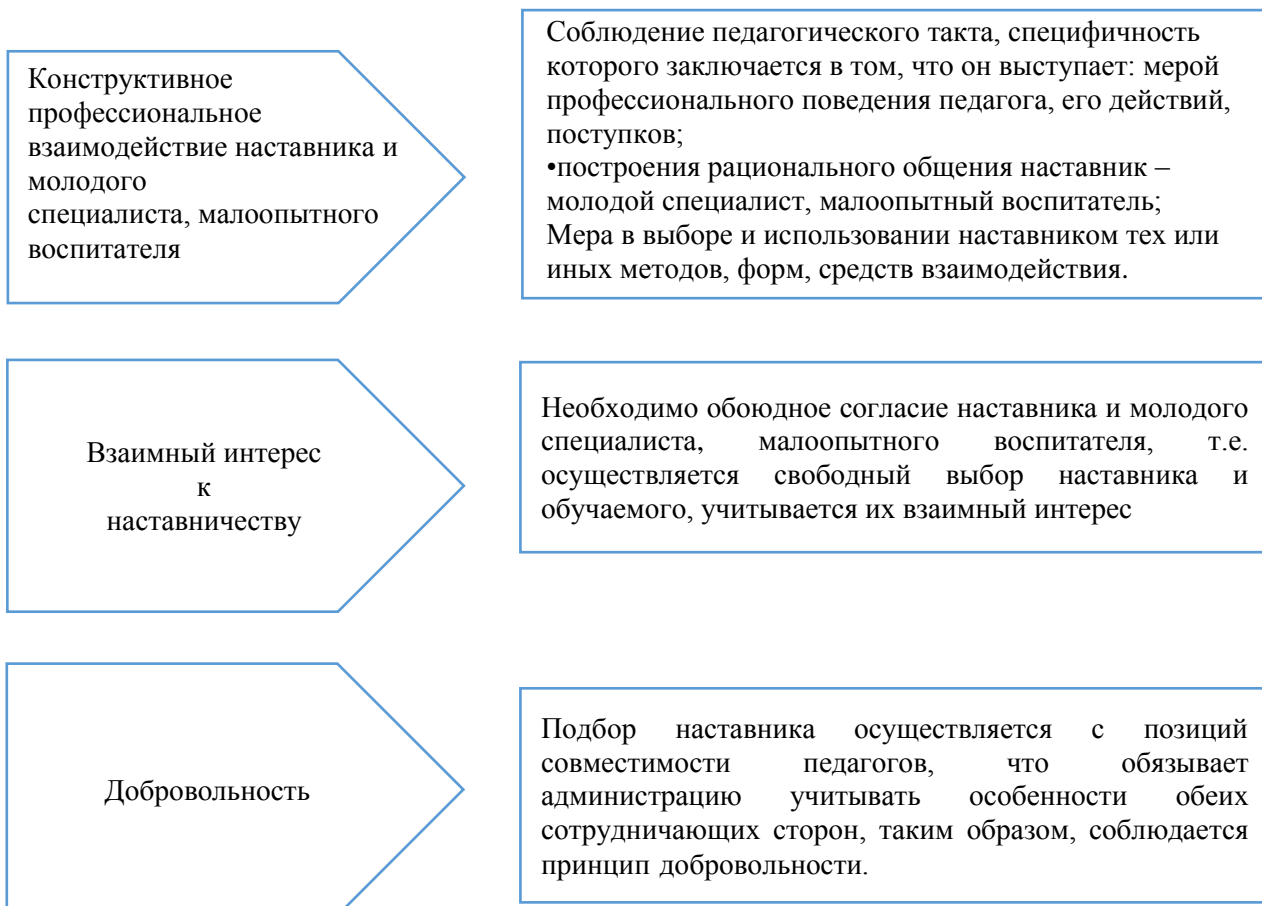 Конструктивное
профессиональное
взаимодействие наставника и
молодого
специалиста, малоопытного
воспитателя
Соблюдение педагогического такта, специфичность
которого заключается в том, что он выступает: мерой
профессионального поведения педагога, его действий,
поступков;
•построения рационального общения наставник –
молодой специалист, малоопытный воспитатель;
Мера в выборе и использовании наставником тех или
иных методов, форм, средств взаимодействия.
Взаимный интерес
к
наставничеству
Необходимо обоюдное согласие наставника и молодого
специалиста, малоопытного воспитателя, т.е.
осуществляется свободный выбор наставника и
обучаемого, учитывается их взаимный интерес
Добровольность
Подбор наставника осуществляется с позиций
совместимости педагогов, что обязывает
администрацию учитывать особенности обеих
сотрудничающих сторон, таким образом, соблюдается
принцип добровольности.